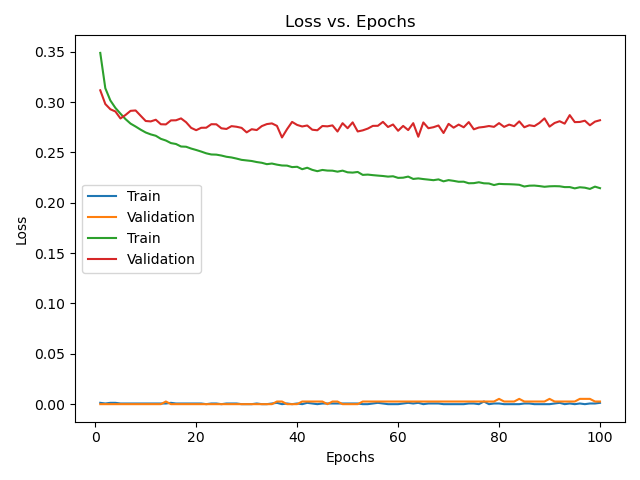 Loss vs. Epochs
Loss
0.35
0.30
0.25
0.20
0.15
0.10
0.05
0.00
Train
Validation
Train
Validation
0
20
40
60
80
100
Epochs